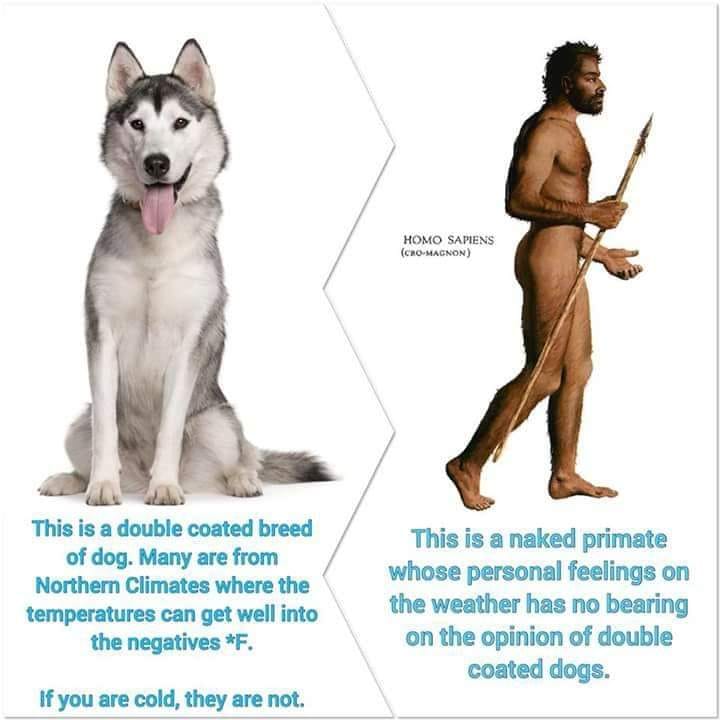 This is a double coated breed
of dog. Many are from
Northern Climates where the
temperatures can get well into
the negatives *F.
If you are cold, they are not.
HOMO SAPIENS
(CRO-MAGNON)
This is a naked primate
whose personal feelings on
the weather has no bearing
on the opinion of double
coated dogs.